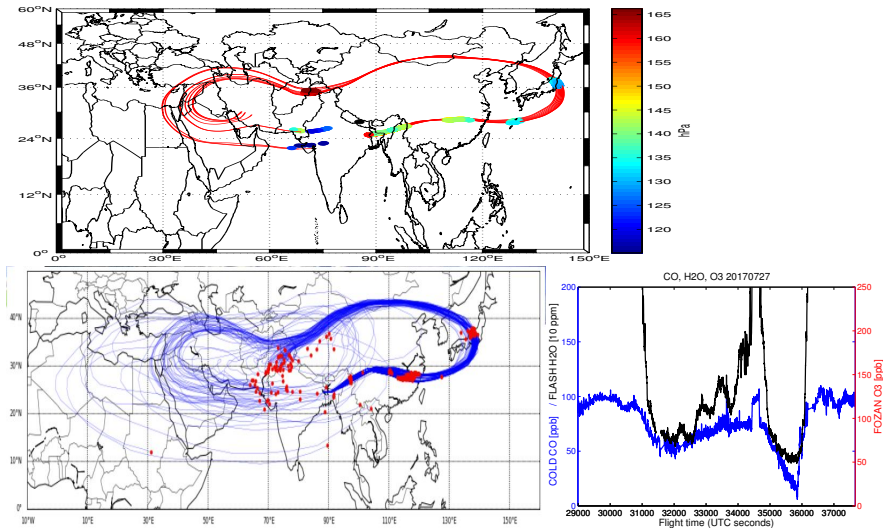 60°N
48°N
36°N
24°N
12°N
0°
0°
30°E
60°E
90°E
120°E
150°E
165
160
155
150
145
140
135
130
125
120
hPa
40°N
30°N
20°N
10°N
0°
10°W
0°
10°E
20°E
30°E
40°E
50°E
60°E
70°E
80°E
90°E
100°E
110°E
120°E
130°E
140°E
150°E
CO, H2O, O3 20170727
200
150
100
50
0
COLD CO [ppb] / FLASH H2O [10 ppm]
250
200
150
100
50
0
FOZAN O3 [ppb]
29000
30000
31000
32000
33000
34000
35000
36000
37000
Flight time (UTC seconds)